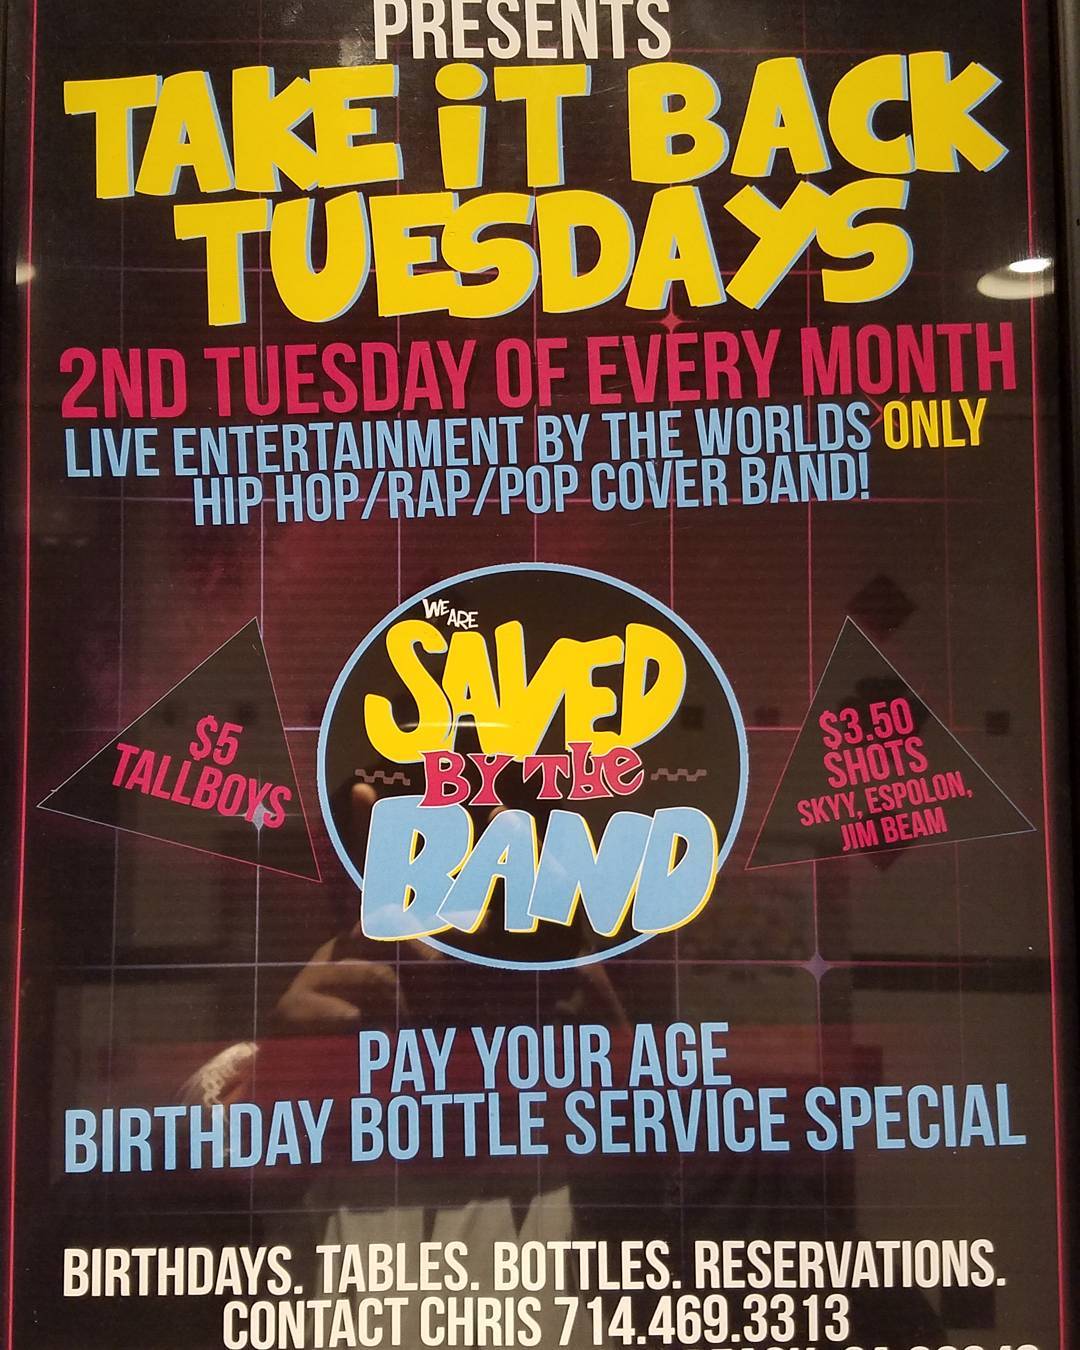 PRESENTS
TAKE iT BACK
TUESDAYS
2ND TUESDAY OF EVERY MONTH
LIVE ENTERTAINMENT BY THE WORLDS ONLY
HIP HOP/RAP/POP COVER BAND!
WE ARE
SAVED
BY THe
BAND
$5
TALLBOYS
$3.50
SHOTS
SKYY, ESPOLON,
JIM BEAM
PAY YOUR AGE
BIRTHDAY BOTTLE SERVICE SPECIAL
BIRTHDAYS. TABLES. BOTTLES. RESERVATIONS.
CONTACT CHRIS 714.469.3313